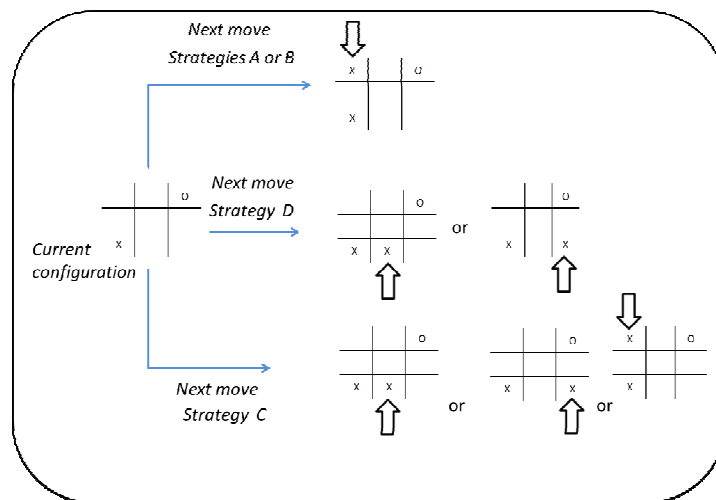 Next move
Strategies A or B
x
o
x
o
x
Current
configuration
Next move
Strategy D
o
x x
or
o
x x
Next move
Strategy C
o
x x
or
o
x x
or
x o
x